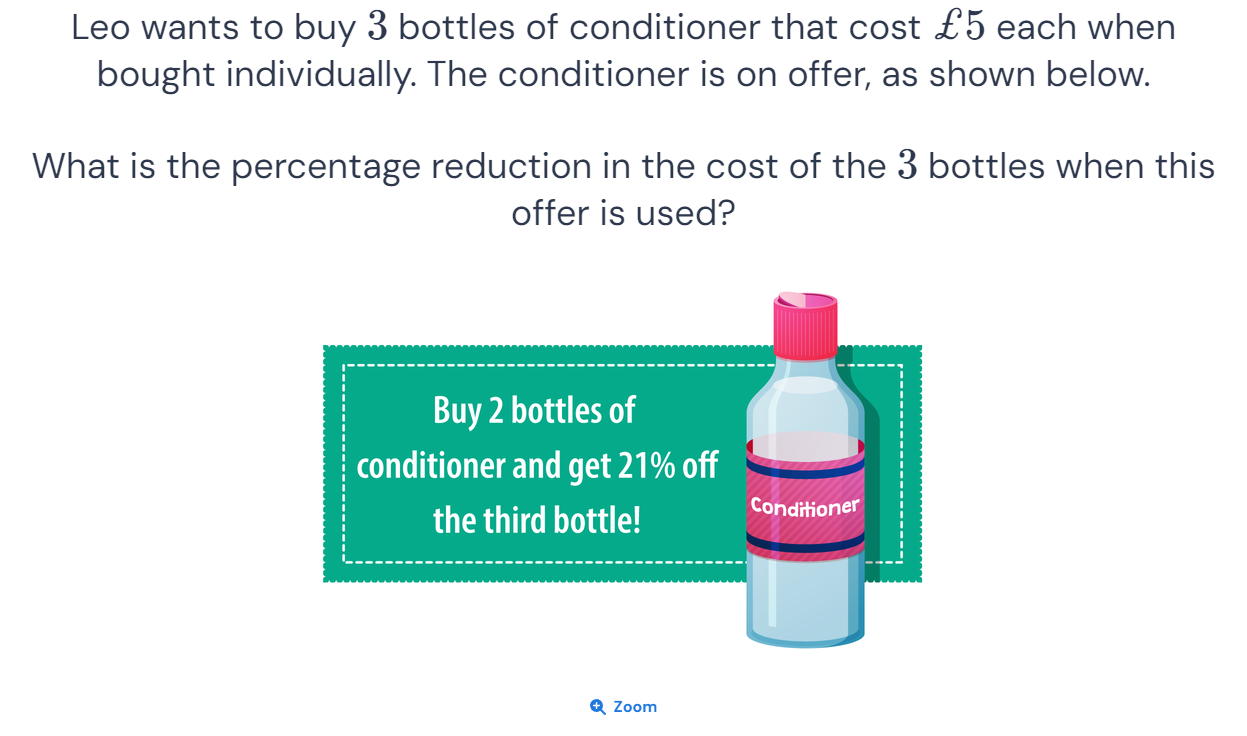 Leo wants to buy 3 bottles of conditioner that cost £5 each when
bought individually. The conditioner is on offer, as shown below.
What is the percentage reduction in the cost of the 3 bottles when this
offer is used?
Buy 2 bottles of
conditioner and get 21% off
the third bottle!
Conditioner
Zoom